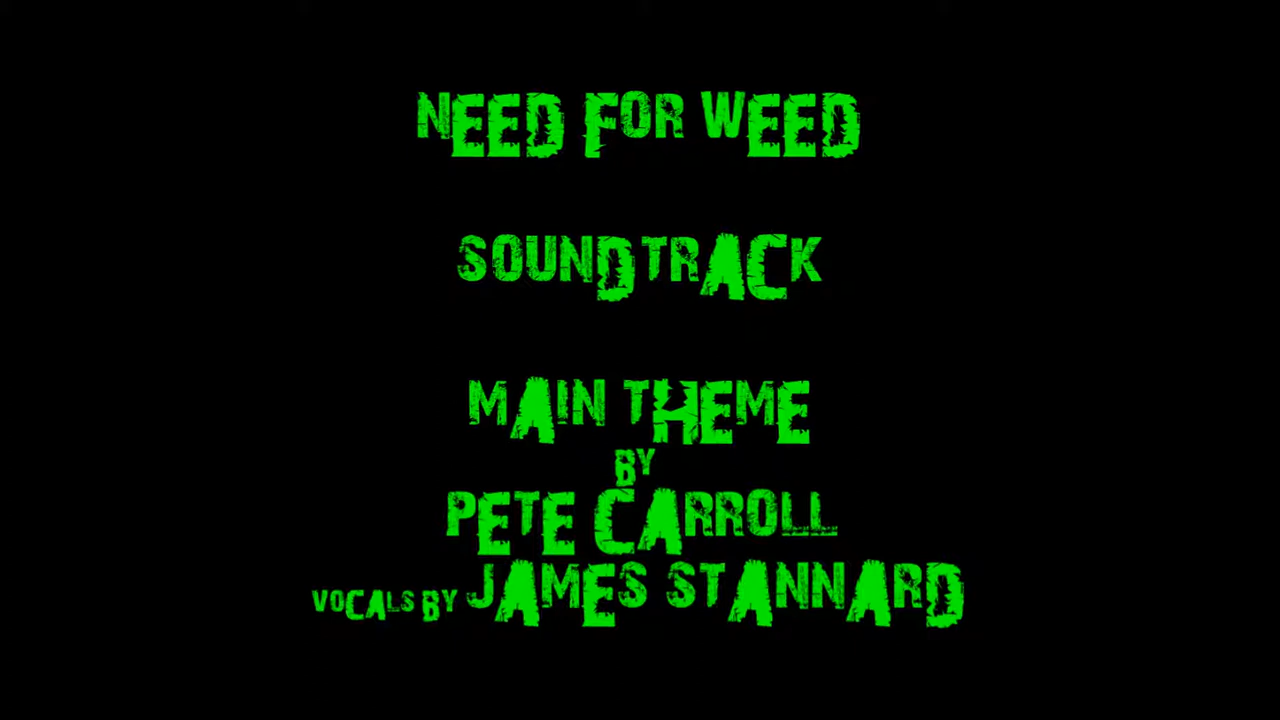 NEED FOR WEED
SOUNDTRACK
MAIN THEME
BY
PETE CARROLL
VOCALS BY JAMES STANNARD